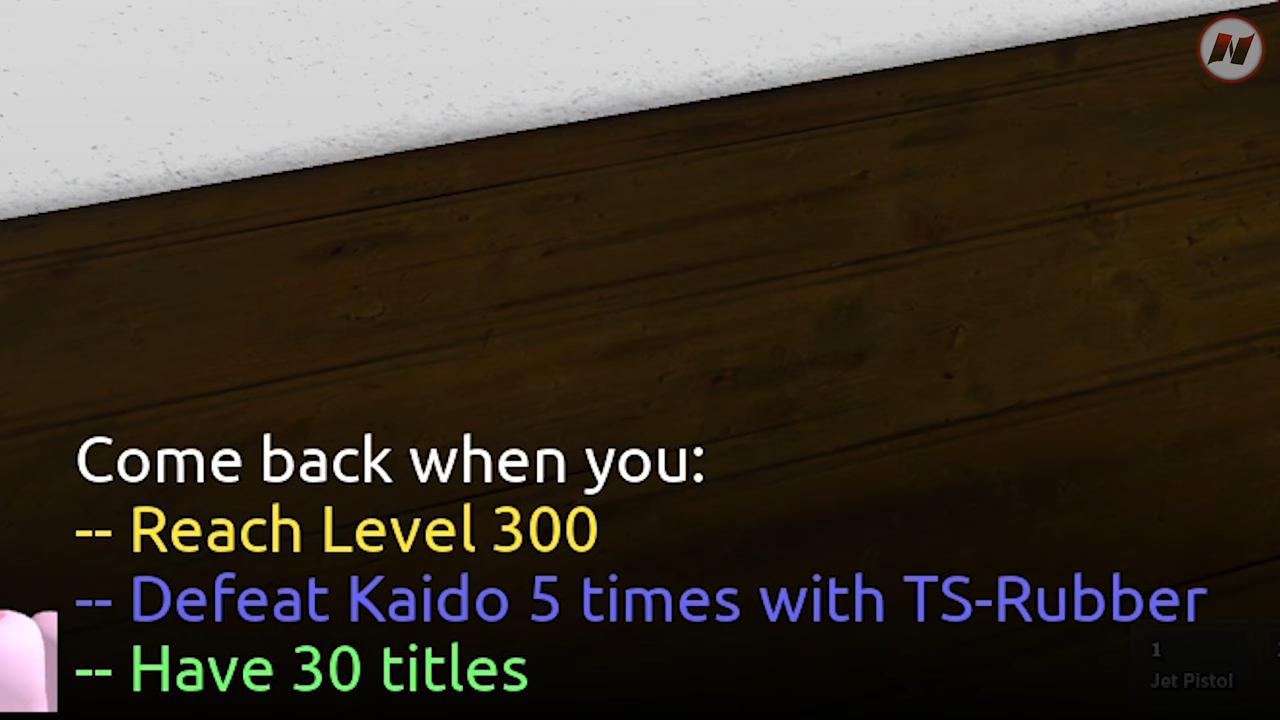 Come back when you:
-- Reach Level 300
-- Defeat Kaido 5 times with TS-Rubber
-- Have 30 titles
1
Jet Pistol